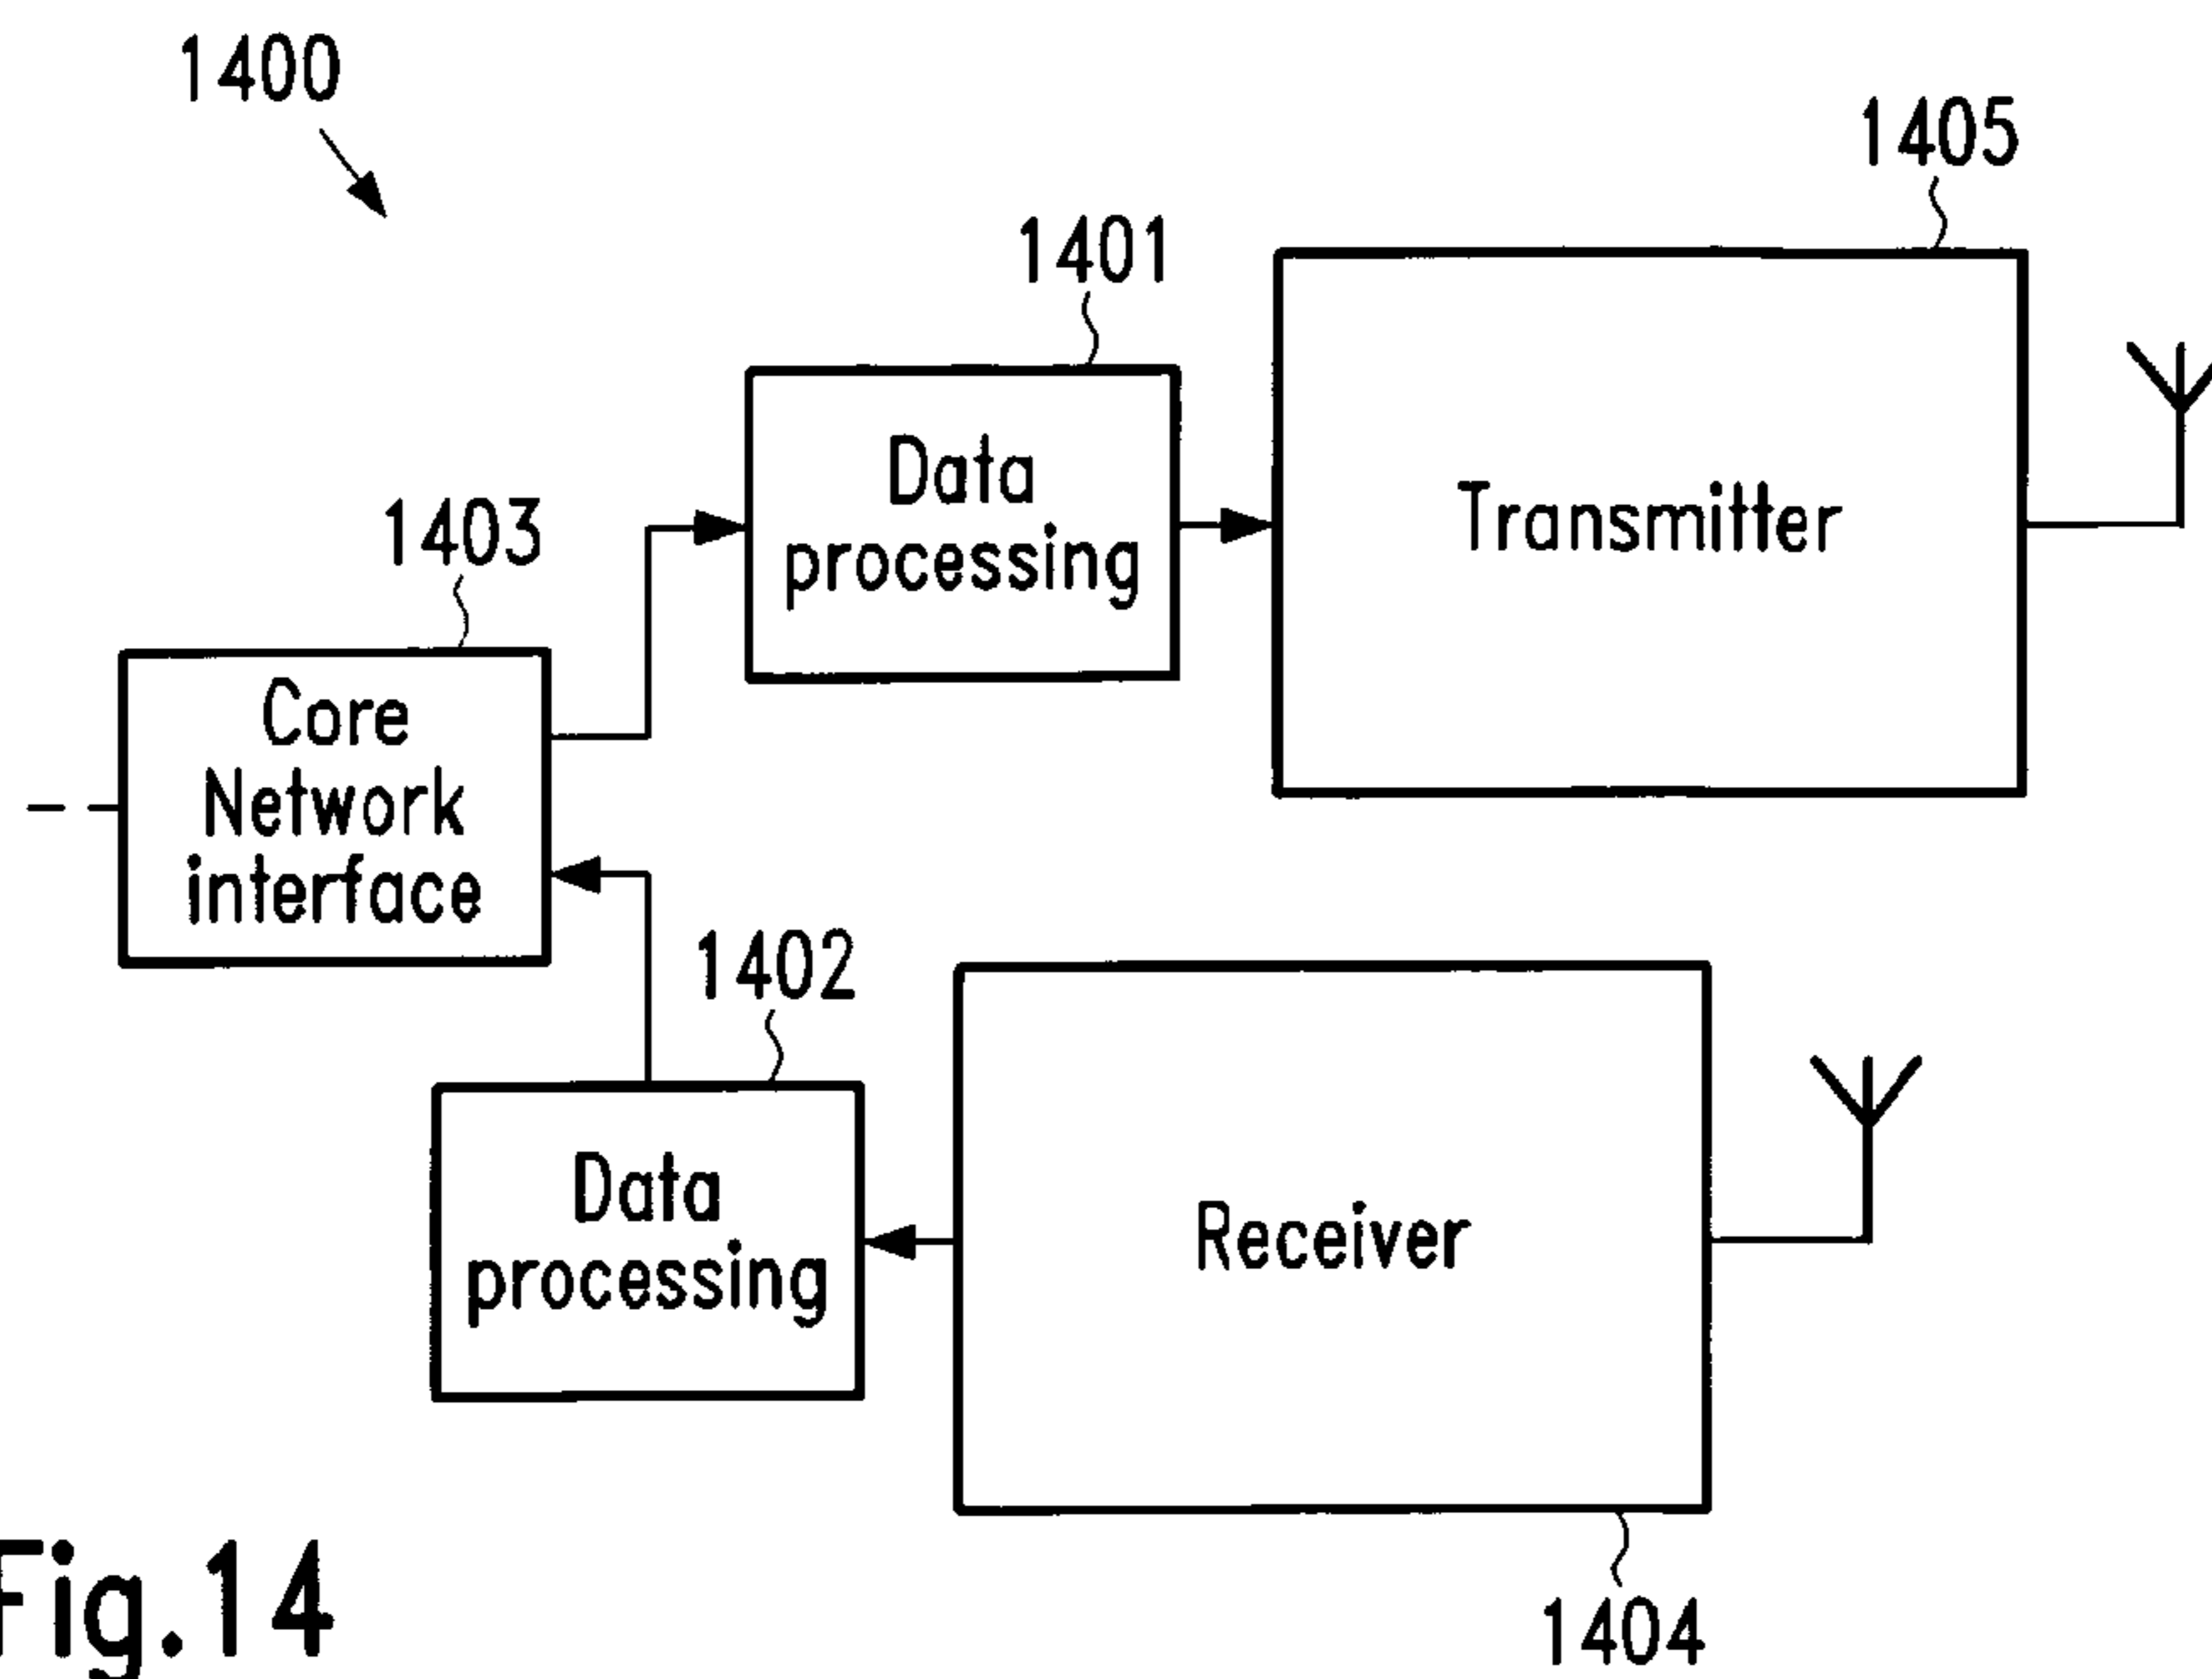 1400
1405
1401
Data
processing
Transmitter
1403
Core
Network
interface
1402
Data
processing
Receiver
1404
Fig.14